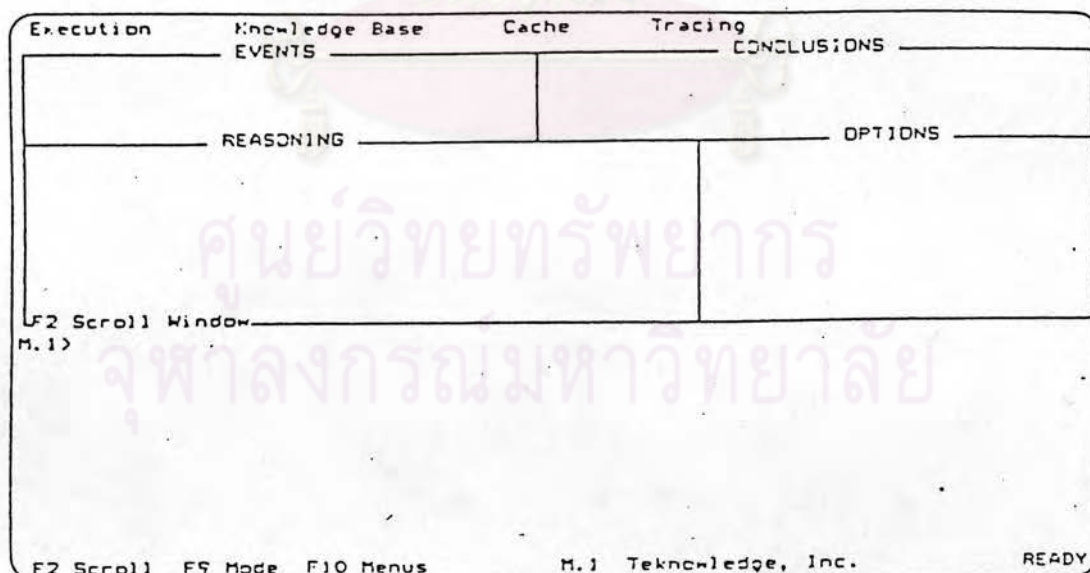 Execution Knowledge Base Cache Tracing
EVENTS CONCLUSIONS
REASONING OPTIONS
ศูนย์วิทยทรัพยากร
F2 Scroll Window
M.1>
จุฬาลงกรณ์มหาวิทยาลัย
F2 Scroll F9 Mode F10 Menus M.1 Teknowledge, Inc. READY